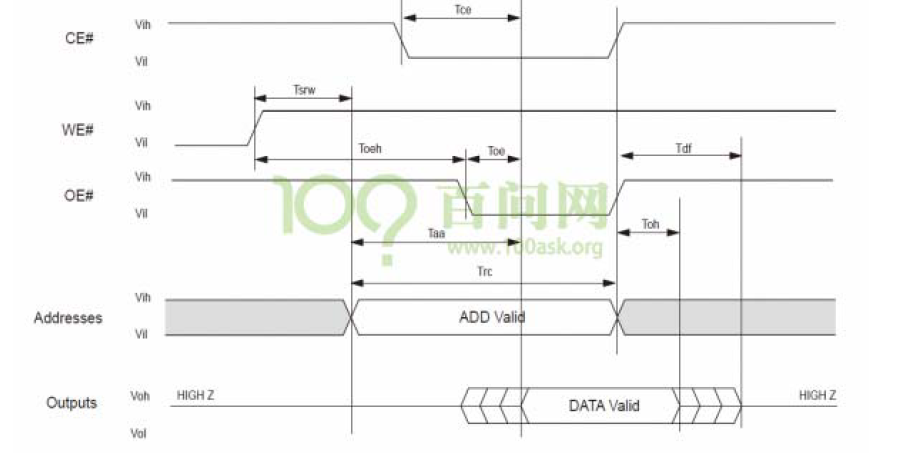 Tce
CE#
Vih
Vil
Tsrw
WE#
Vih
Vil
Toeh
Toe
Tdf
OE#
Vih
Vil
100?
百问网
www.100ask.org
Toh
Taa
Trc
Addresses
Vih
Vil
ADD Valid
Outputs
Voh
Vol
HIGH Z
DATA Valid
HIGH Z